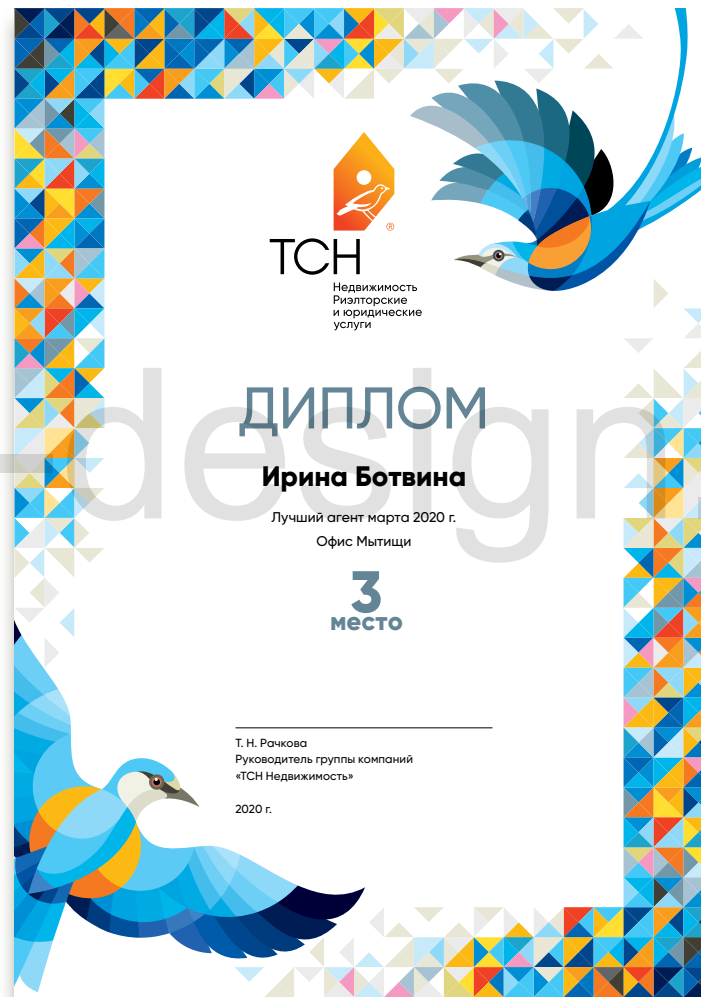 ТСН
®
Недвижимость
Риэлторские
и юридические
услуги
ДИПЛОМ
-design
Ирина Ботвина
Лучший агент марта 2020 г.
Офис Мытищи
3
место
Т. Н. Рачкова
Руководитель группы компаний
«ТСН Недвижимость»
2020 г.